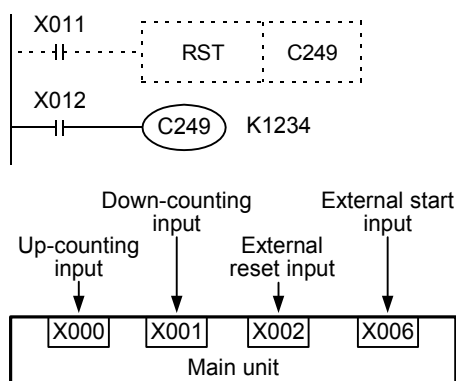 X011
RST C249
X012
C249 K1234
Down-counting input
External start input
Up-counting input
External reset input
X000 X001 X002 X006
Main unit